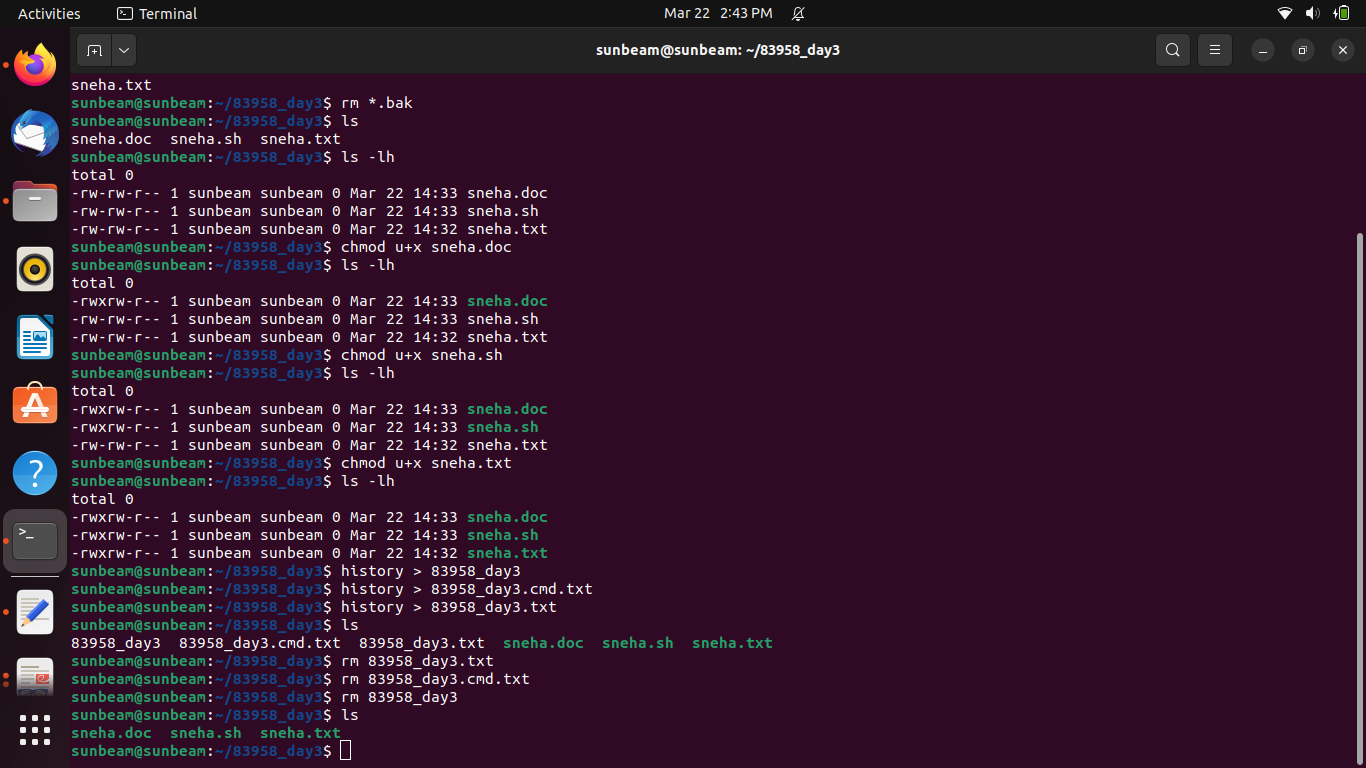 Activities Terminal Mar 22 2:43 PM
sunbeam@sunbeam: ~/83958_day3
sneha.txt
sunbeam@sunbeam:~/83958_day3$ rm *.bak
sunbeam@sunbeam:~/83958_day3$ ls
sneha.doc  sneha.sh  sneha.txt
sunbeam@sunbeam:~/83958_day3$ ls -lh
total 0
-rw-rw-r-- 1 sunbeam sunbeam 0 Mar 22 14:33 sneha.doc
-rw-rw-r-- 1 sunbeam sunbeam 0 Mar 22 14:33 sneha.sh
-rw-rw-r-- 1 sunbeam sunbeam 0 Mar 22 14:32 sneha.txt
sunbeam@sunbeam:~/83958_day3$ chmod u+x sneha.doc
sunbeam@sunbeam:~/83958_day3$ ls -lh
total 0
-rwxrw-r-- 1 sunbeam sunbeam 0 Mar 22 14:33 sneha.doc
-rw-rw-r-- 1 sunbeam sunbeam 0 Mar 22 14:33 sneha.sh
-rw-rw-r-- 1 sunbeam sunbeam 0 Mar 22 14:32 sneha.txt
sunbeam@sunbeam:~/83958_day3$ chmod u+x sneha.sh
sunbeam@sunbeam:~/83958_day3$ ls -lh
total 0
-rwxrw-r-- 1 sunbeam sunbeam 0 Mar 22 14:33 sneha.doc
-rwxrw-r-- 1 sunbeam sunbeam 0 Mar 22 14:33 sneha.sh
-rw-rw-r-- 1 sunbeam sunbeam 0 Mar 22 14:32 sneha.txt
sunbeam@sunbeam:~/83958_day3$ chmod u+x sneha.txt
sunbeam@sunbeam:~/83958_day3$ ls -lh
total 0
-rwxrw-r-- 1 sunbeam sunbeam 0 Mar 22 14:33 sneha.doc
-rwxrw-r-- 1 sunbeam sunbeam 0 Mar 22 14:33 sneha.sh
-rwxrw-r-- 1 sunbeam sunbeam 0 Mar 22 14:32 sneha.txt
sunbeam@sunbeam:~/83958_day3$ history > 83958_day3
sunbeam@sunbeam:~/83958_day3$ history > 83958_day3.cmd.txt
sunbeam@sunbeam:~/83958_day3$ history > 83958_day3.txt
sunbeam@sunbeam:~/83958_day3$ ls
83958_day3  83958_day3.cmd.txt  83958_day3.txt  sneha.doc  sneha.sh  sneha.txt
sunbeam@sunbeam:~/83958_day3$ rm 83958_day3.txt
sunbeam@sunbeam:~/83958_day3$ rm 83958_day3.cmd.txt
sunbeam@sunbeam:~/83958_day3$ rm 83958_day3
sunbeam@sunbeam:~/83958_day3$ ls
sneha.doc  sneha.sh  sneha.txt
sunbeam@sunbeam:~/83958_day3$